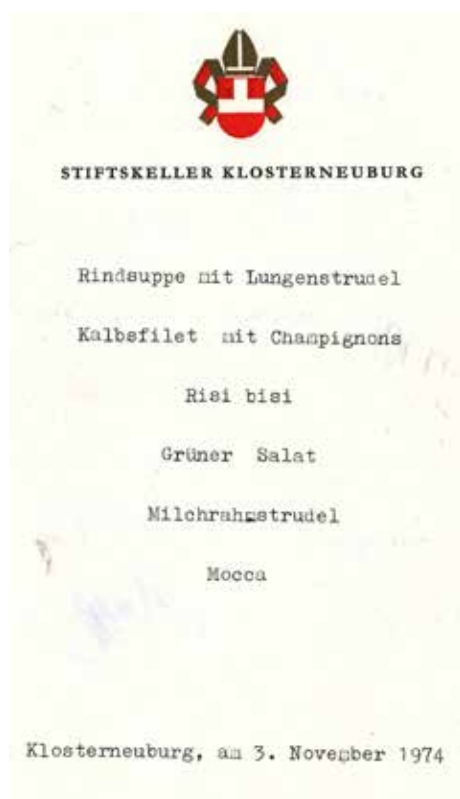 STIFTSKELLER KLOSTERNEUBURG
Rindsuppe mit Lungenstrudel
Kalbsfilet mit Champignons
Risi bisi
Grüner Salat
Milchrahmstrudel
Mocca
Klosterneuburg, am 3. November 1974